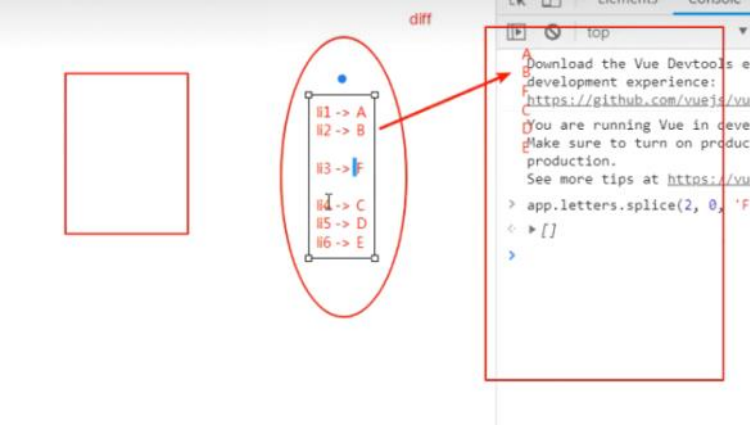 diff
Elements
Console
top
li1 -> A
li2 -> B
li3 -> F
li4 -> C
li5 -> D
li6 -> E
A
B
F
C
D
E
Download the Vue Devtools
development experience:
https://github.com/vuejs/vu
You are running Vue in deve
Make sure to turn on produc
production.
See more tips at https://vu
> app.letters.splice(2, 0, 'F
[]